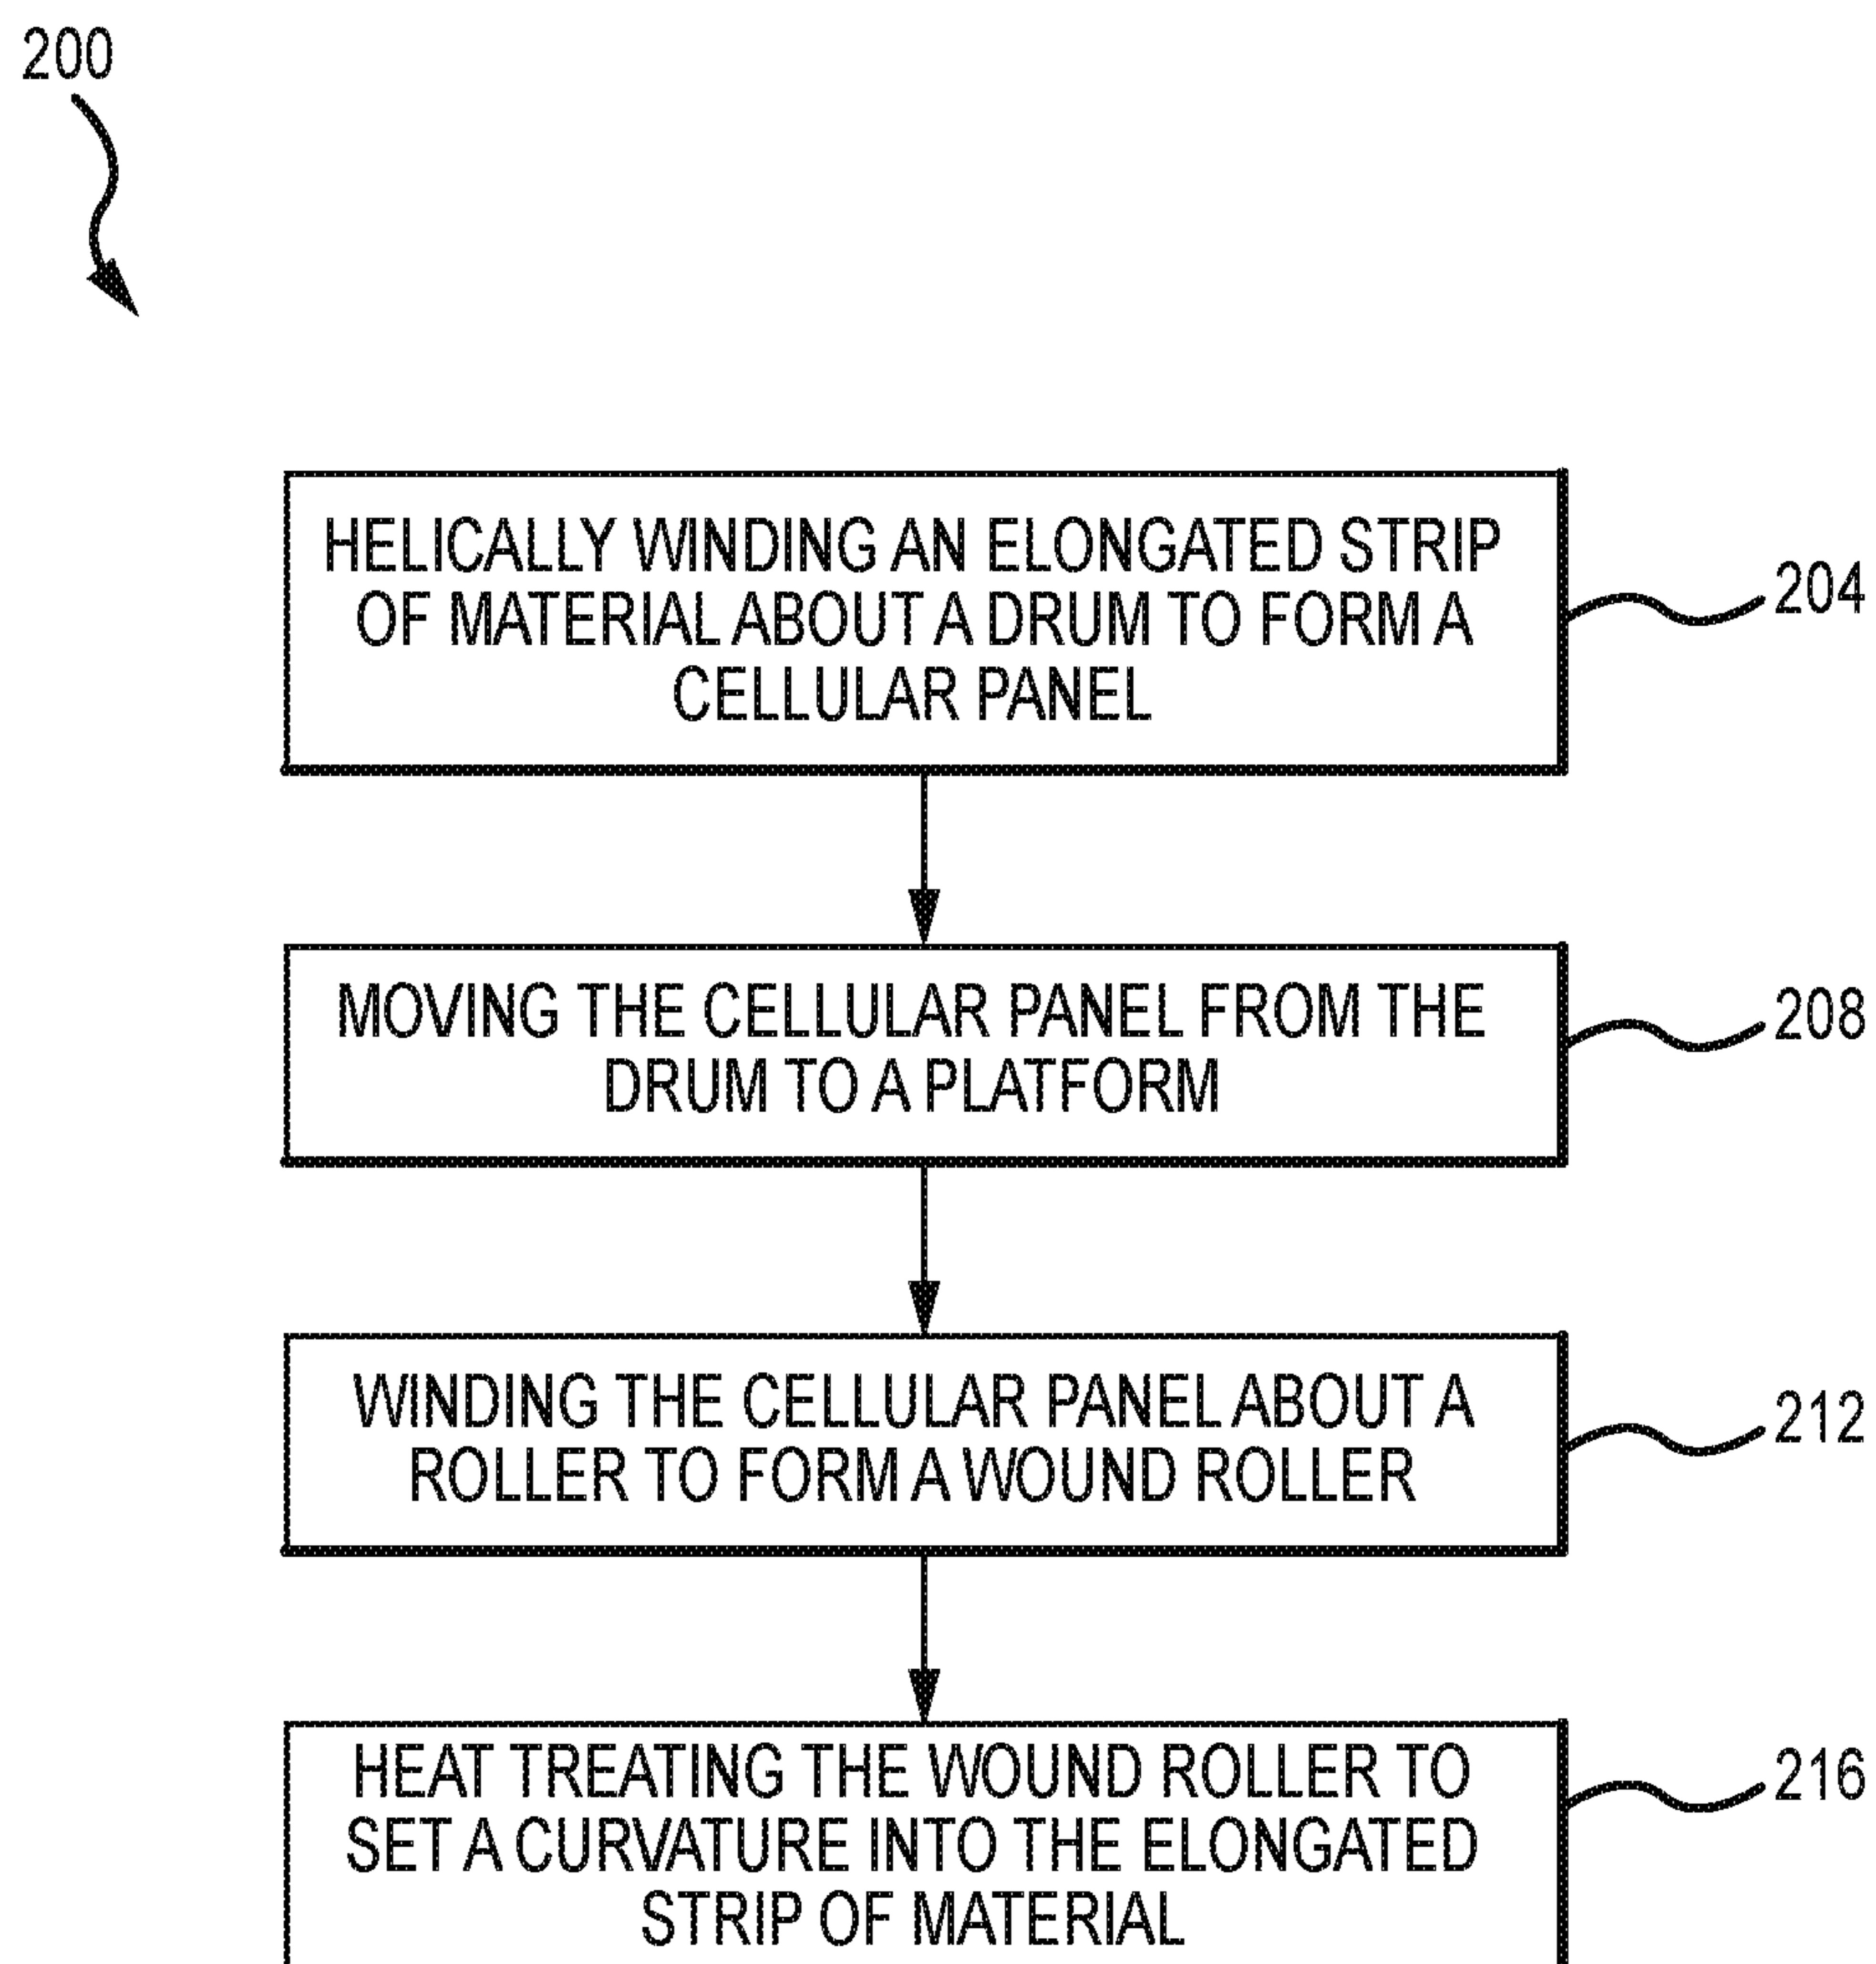 200
HELICALLY WINDING AN ELONGATED STRIP
OF MATERIAL ABOUT A DRUM TO FORM A
CELLULAR PANEL
204
MOVING THE CELLULAR PANEL FROM THE
DRUM TO A PLATFORM
208
WINDING THE CELLULAR PANEL ABOUT A
ROLLER TO FORM A WOUND ROLLER
212
HEAT TREATING THE WOUND ROLLER TO
SET A CURVATURE INTO THE ELONGATED
STRIP OF MATERIAL
216